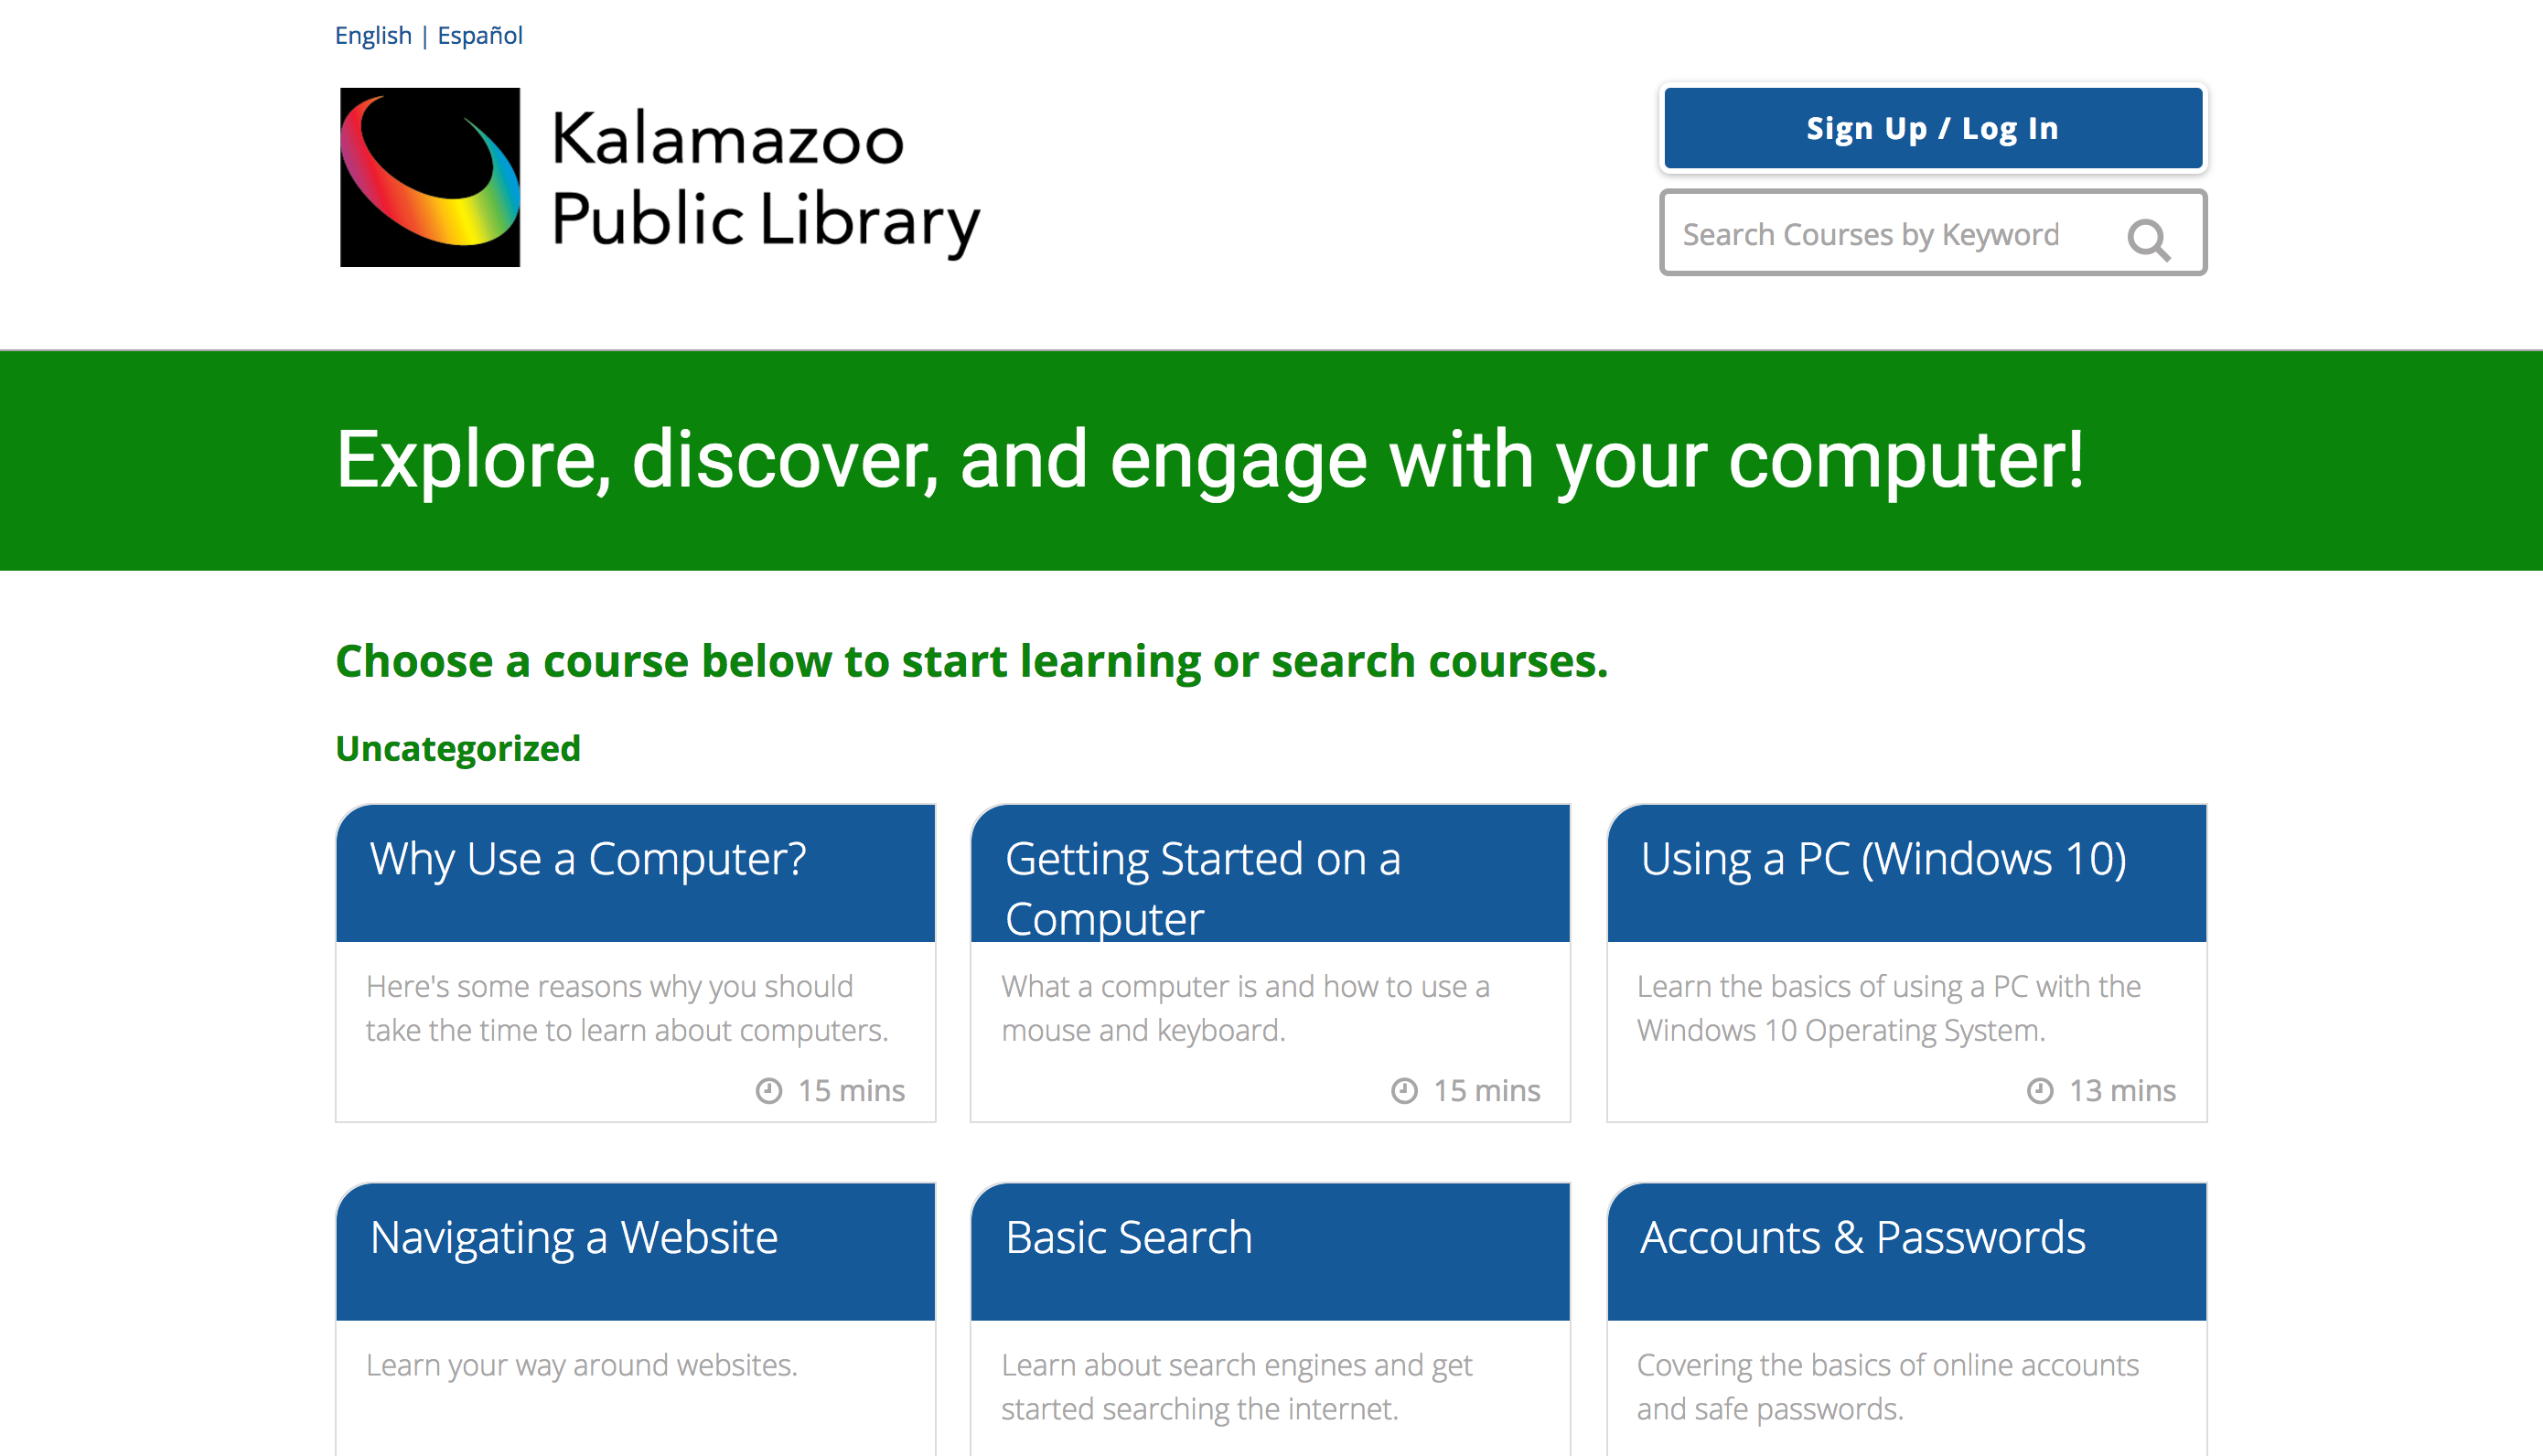 English | Español
Kalamazoo
Public Library
Sign Up / Log In
Search Courses by Keyword
Explore, discover, and engage with your computer!
Choose a course below to start learning or search courses.
Uncategorized
Why Use a Computer?
Here's some reasons why you should
take the time to learn about computers.
15 mins
Getting Started on a
Computer
What a computer is and how to use a
mouse and keyboard.
15 mins
Using a PC (Windows 10)
Learn the basics of using a PC with the
Windows 10 Operating System.
13 mins
Navigating a Website
Learn your way around websites.
Basic Search
Learn about search engines and get
started searching the internet.
Accounts & Passwords
Covering the basics of online accounts
and safe passwords.